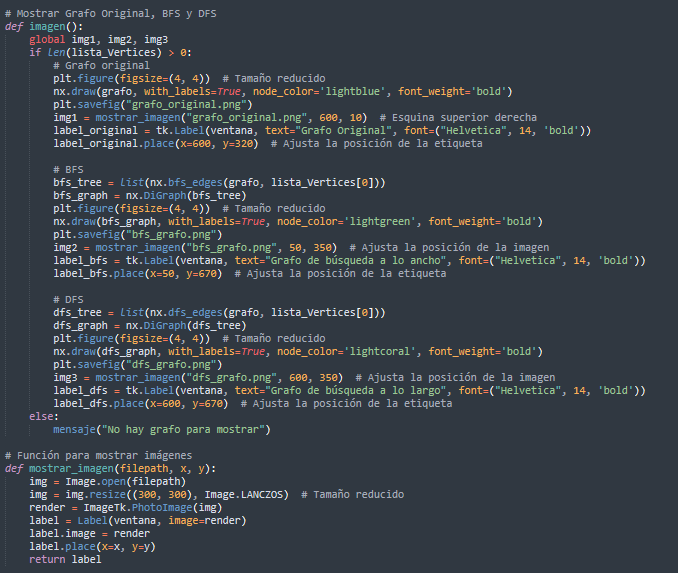 # Mostrar Grafo Original, BFS y DFS
def imagen():
    global img1, img2, img3
    if len(lista_Vertices) > 0:
        # Grafo original
        plt.figure(figsize=(4, 4))  # Tamaño reducido
        nx.draw(grafo, with_labels=True, node_color='lightblue', font_weight='bold')
        plt.savefig("grafo_original.png")
        img1 = mostrar_imagen("grafo_original.png", 600, 10)  # Esquina superior derecha
        label_original = tk.Label(ventana, text="Grafo Original", font=("Helvetica", 14, 'bold'))
        label_original.place(x=600, y=320)  # Ajusta la posición de la etiqueta

        # BFS
        bfs_tree = list(nx.bfs_edges(grafo, lista_Vertices[0]))
        bfs_graph = nx.DiGraph(bfs_tree)
        plt.figure(figsize=(4, 4))  # Tamaño reducido
        nx.draw(bfs_graph, with_labels=True, node_color='lightgreen', font_weight='bold')
        plt.savefig("bfs_grafo.png")
        img2 = mostrar_imagen("bfs_grafo.png", 50, 350)  # Ajusta la posición de la imagen
        label_bfs = tk.Label(ventana, text="Grafo de búsqueda a lo ancho", font=("Helvetica", 14, 'bold'))
        label_bfs.place(x=50, y=670)  # Ajusta la posición de la etiqueta

        # DFS
        dfs_tree = list(nx.dfs_edges(grafo, lista_Vertices[0]))
        dfs_graph = nx.DiGraph(dfs_tree)
        plt.figure(figsize=(4, 4))  # Tamaño reducido
        nx.draw(dfs_graph, with_labels=True, node_color='lightcoral', font_weight='bold')
        plt.savefig("dfs_grafo.png")
        img3 = mostrar_imagen("dfs_grafo.png", 600, 350)  # Ajusta la posición de la imagen
        label_dfs = tk.Label(ventana, text="Grafo de búsqueda a lo largo", font=("Helvetica", 14, 'bold'))
        label_dfs.place(x=600, y=670)  # Ajusta la posición de la etiqueta
    else:
        mensaje("No hay grafo para mostrar")

# Función para mostrar imágenes
def mostrar_imagen(filepath, x, y):
    img = Image.open(filepath)
    img = img.resize((300, 300), Image.LANCZOS)  # Tamaño reducido
    render = ImageTk.PhotoImage(img)
    label = Label(ventana, image=render)
    label.image = render
    label.place(x=x, y=y)
    return label